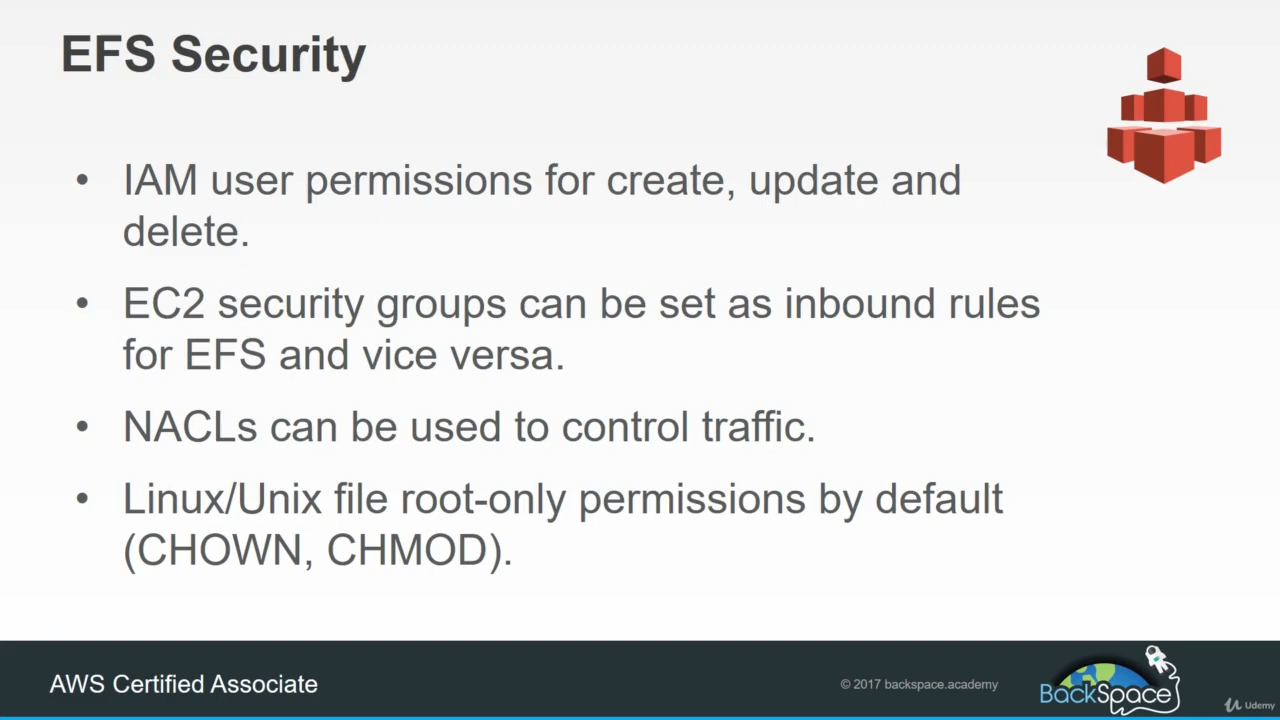 EFS Security
• IAM user permissions for create, update and
delete.
• EC2 security groups can be set as inbound rules
for EFS and vice versa.
• NACLs can be used to control traffic.
• Linux/Unix file root-only permissions by default
(CHOWN, CHMOD).
AWS Certified Associate
© 2017 backspace.academy
BackSpace
Udemy